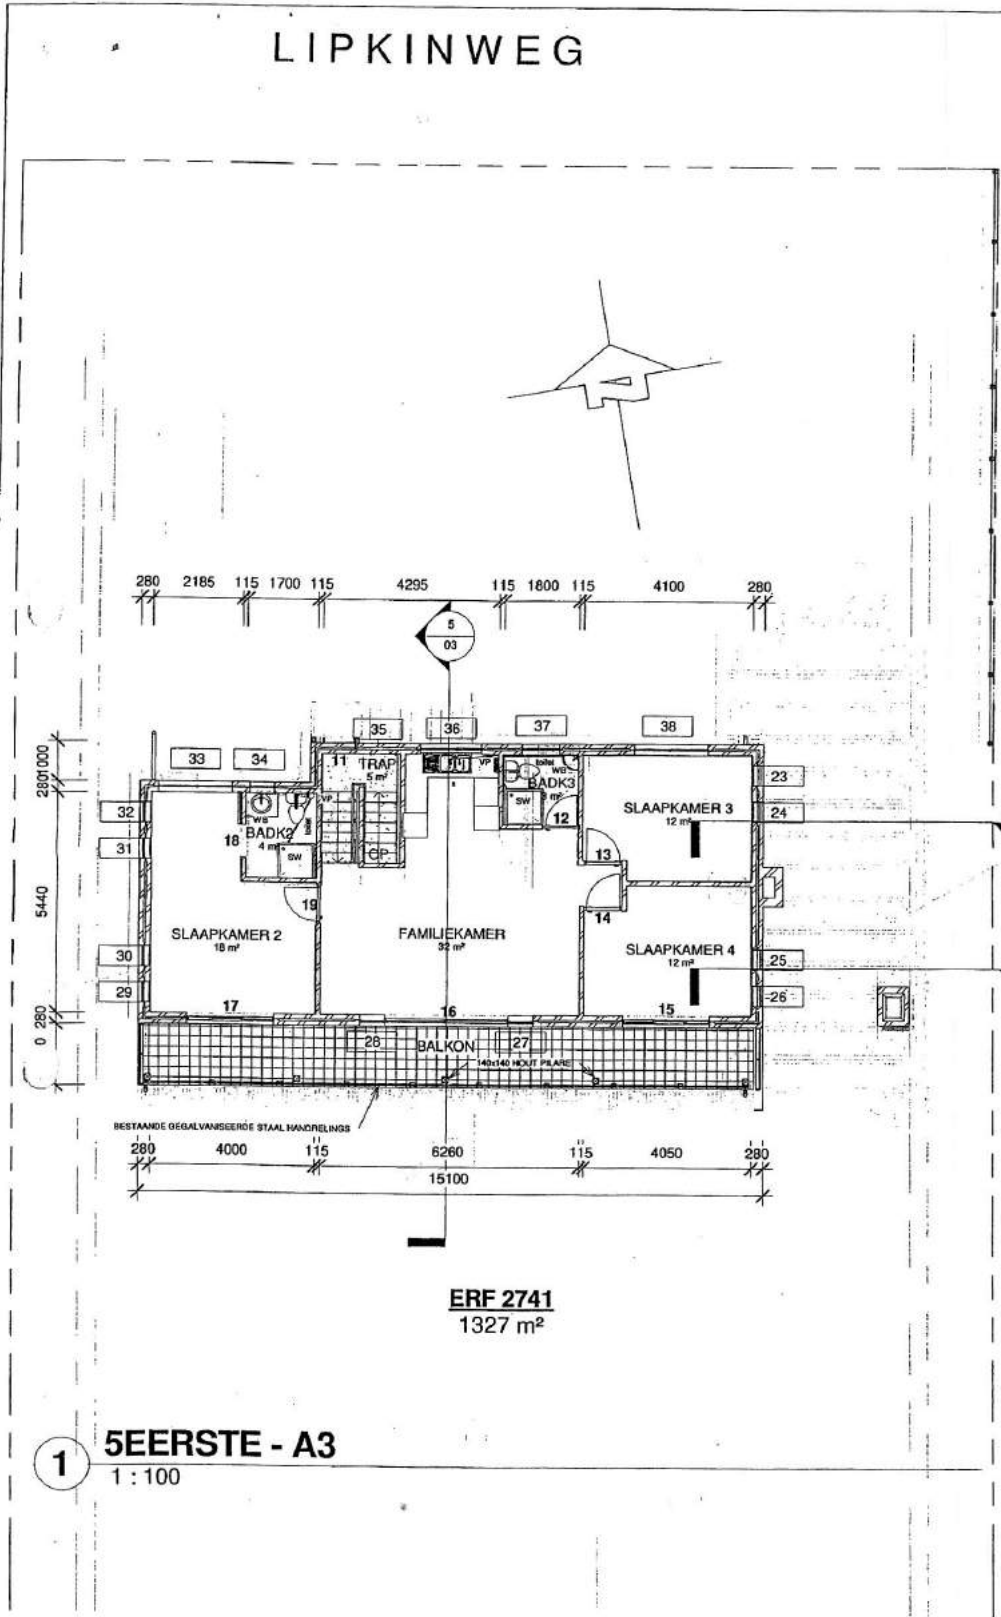 LIPKINWEG
280 2185 115 1700 115 4295 115 1800 115 4100 280
5
03
35 36 37 38
33 34
11 TRAP
5 m²
VP
toilet
WB
BADK3
SW
12
23
24
SLAAPKAMER 3
12 m²
32
31
18
WB
BADK2
4 m²
toilet
SW
VP
OP
13
14
19
SLAAPKAMER 2
18 m²
FAMILIEKAMER
32 m²
SLAAPKAMER 4
12 m²
30
29
25
26
17 16 15
28 BALKON 27
140x140 HOUT PILARE
280 1000
5440
0 280
BESTAANDE GEGALVANISEERDE STAAL HANDRELINGS
280 4000 115 6260 115 4050 280
15100
ERF 2741
1327 m²
1 5EERSTE - A3
1 : 100